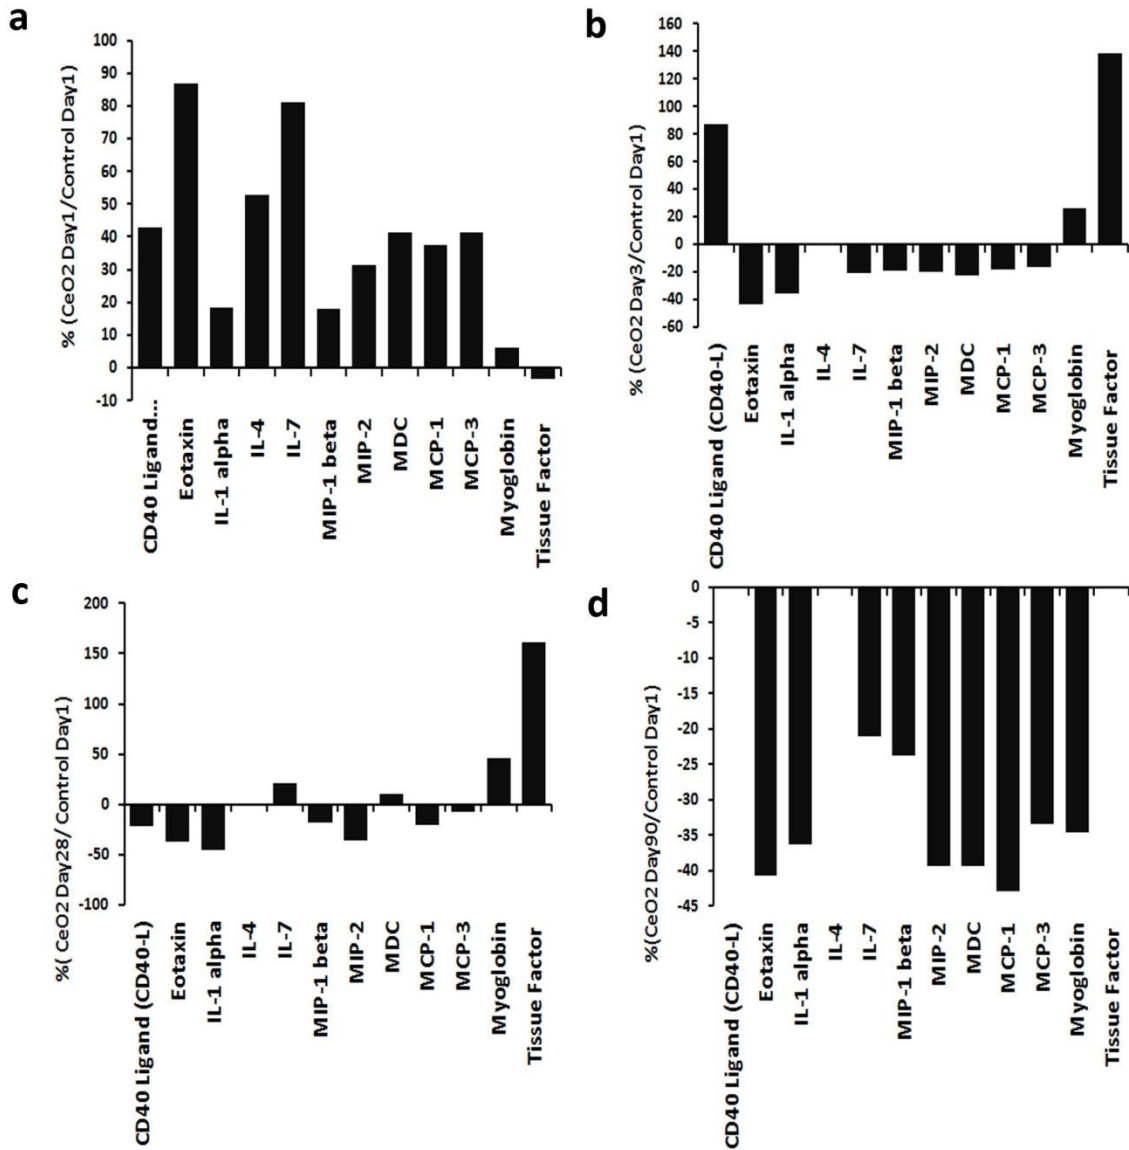 a
% (CeO2 Day1/Control Day1)
100
90
80
70
60
50
40
30
20
10
0
-10
CD40 Ligand...
Eotaxin
IL-1 alpha
IL-4
IL-7
MIP-1 beta
MIP-2
MDC
MCP-1
MCP-3
Myoglobin
Tissue Factor
b
% (CeO2 Day3/Control Day1)
160
140
120
100
80
60
40
20
0
-20
-40
-60
CD40 Ligand (CD40-L)
Eotaxin
IL-1 alpha
IL-4
IL-7
MIP-1 beta
MIP-2
MDC
MCP-1
MCP-3
Myoglobin
Tissue Factor
c
%( CeO2 Day28/ Control Day1)
200
150
100
50
0
-50
-100
CD40 Ligand (CD40-L)
Eotaxin
IL-1 alpha
IL-4
IL-7
MIP-1 beta
MIP-2
MDC
MCP-1
MCP-3
Myoglobin
Tissue Factor
d
%(CeO2 Day90/Control Day1)
0
-5
-10
-15
-20
-25
-30
-35
-40
-45
CD40 Ligand (CD40-L)
Eotaxin
IL-1 alpha
IL-4
IL-7
MIP-1 beta
MIP-2
MDC
MCP-1
MCP-3
Myoglobin
Tissue Factor